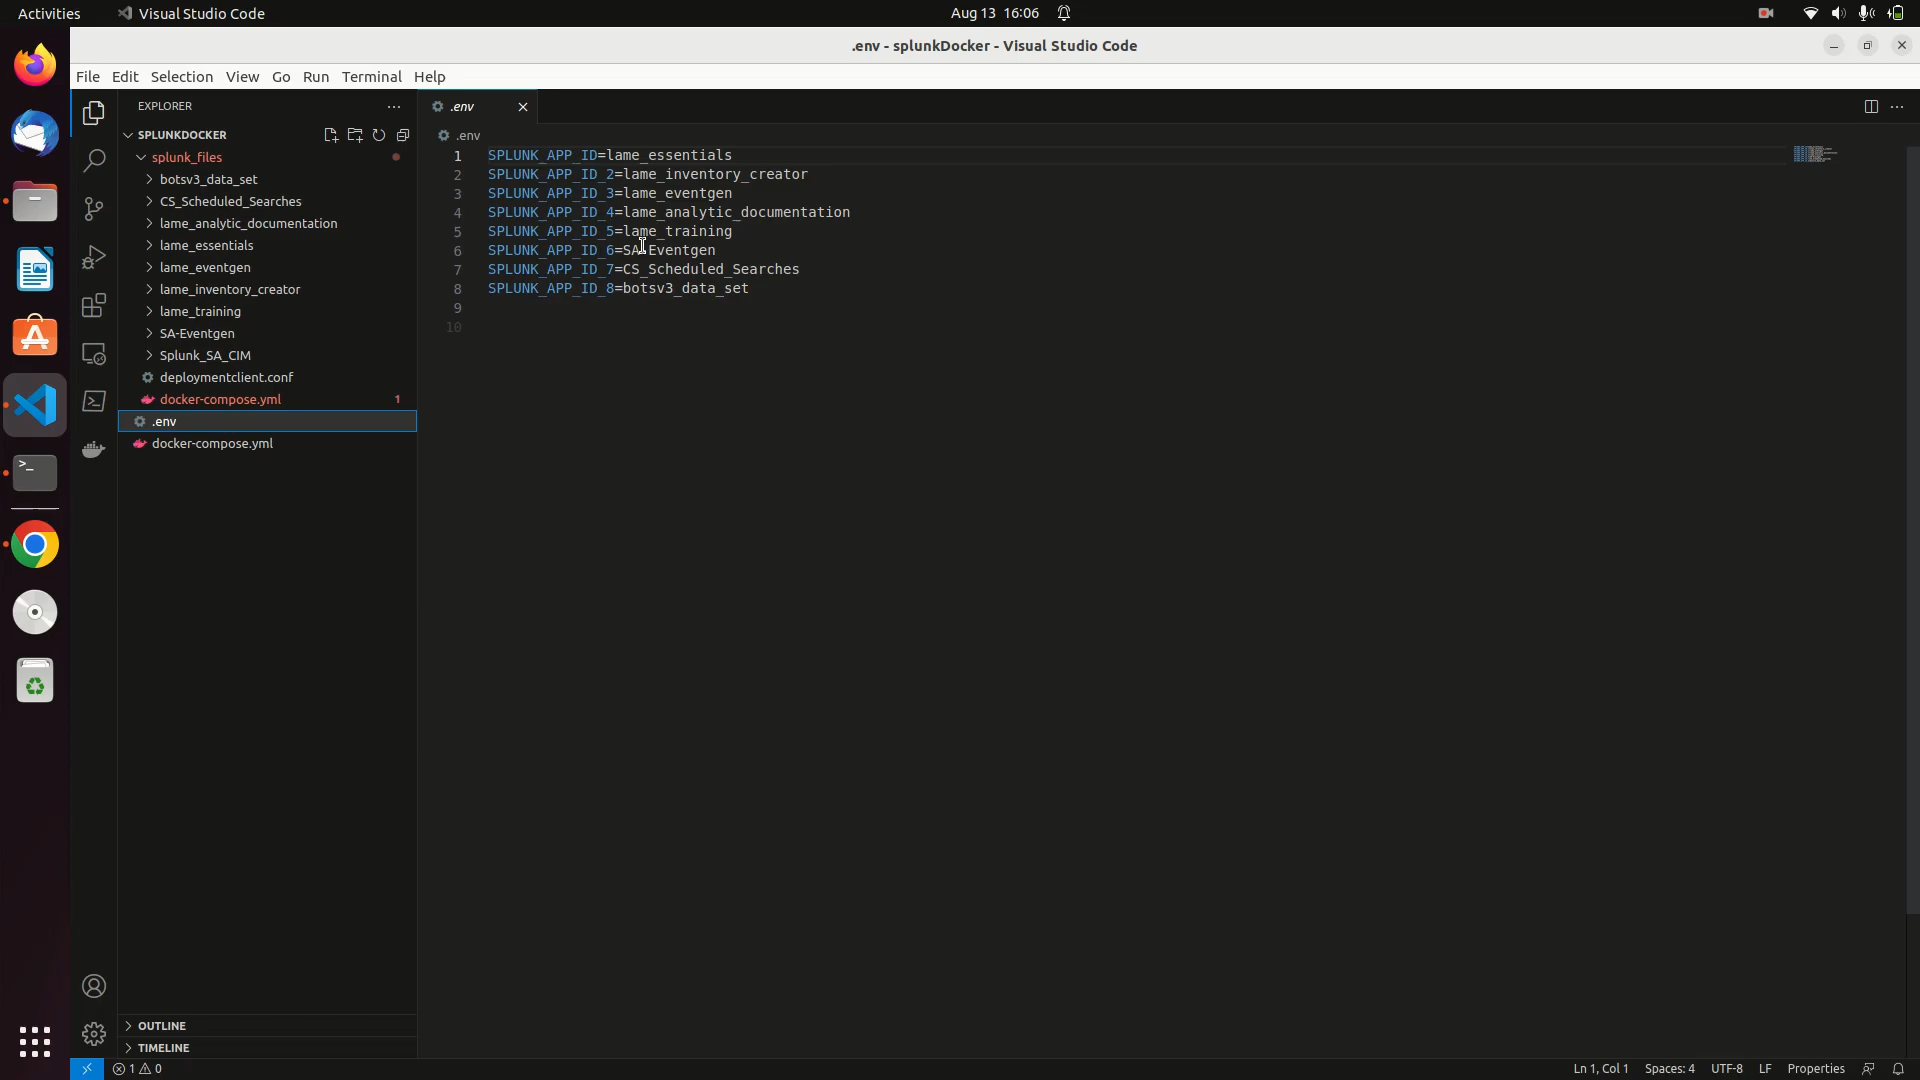 Activities
Visual Studio Code
Aug 13 16:06
.env - splunkDocker - Visual Studio Code
File Edit Selection View Go Run Terminal Help
EXPLORER
.env
SPLUNKDOCKER
.env
splunk_files
botsv3_data_set
CS_Scheduled_Searches
lame_analytic_documentation
lame_essentials
lame_eventgen
lame_inventory_creator
lame_training
SA-Eventgen
Splunk_SA_CIM
deploymentclient.conf
docker-compose.yml 1
.env
docker-compose.yml
1 SPLUNK_APP_ID=lame_essentials
2 SPLUNK_APP_ID_2=lame_inventory_creator
3 SPLUNK_APP_ID_3=lame_eventgen
4 SPLUNK_APP_ID_4=lame_analytic_documentation
5 SPLUNK_APP_ID_5=lame_training
6 SPLUNK_APP_ID_6=SA-Eventgen
7 SPLUNK_APP_ID_7=CS_Scheduled_Searches
8 SPLUNK_APP_ID_8=botsv3_data_set
9
10
OUTLINE
TIMELINE
1 0
Ln 1, Col 1 Spaces: 4 UTF-8 LF Properties